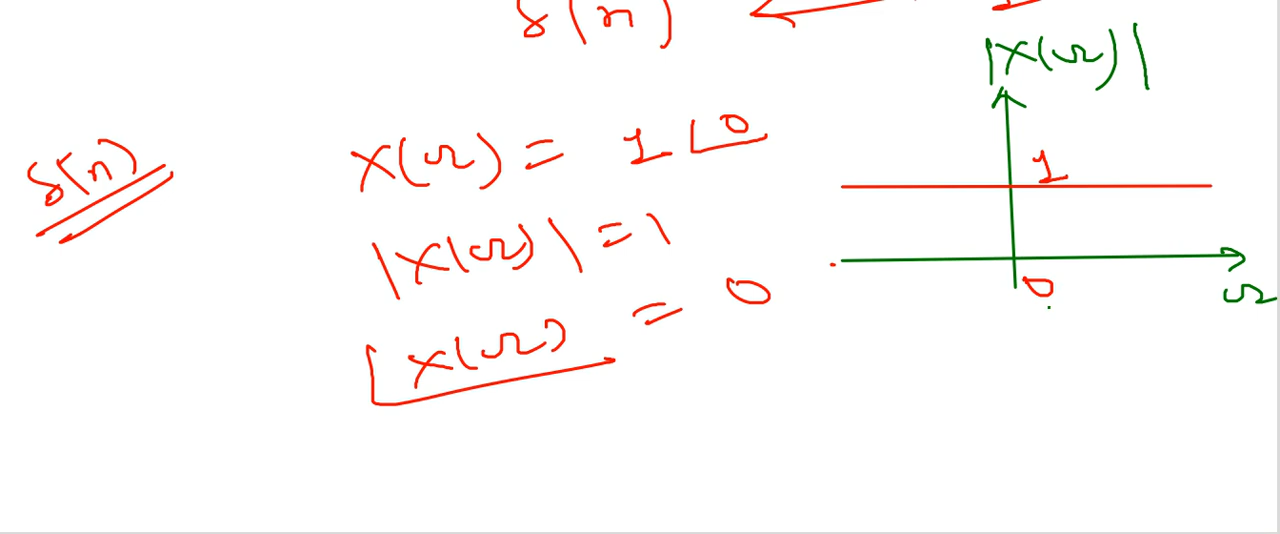 δ(n)
|X(Ω)|
δ(n)
X(Ω) = 1∠0
1
|X(Ω)| = 1
∠X(Ω) = 0
0
Ω